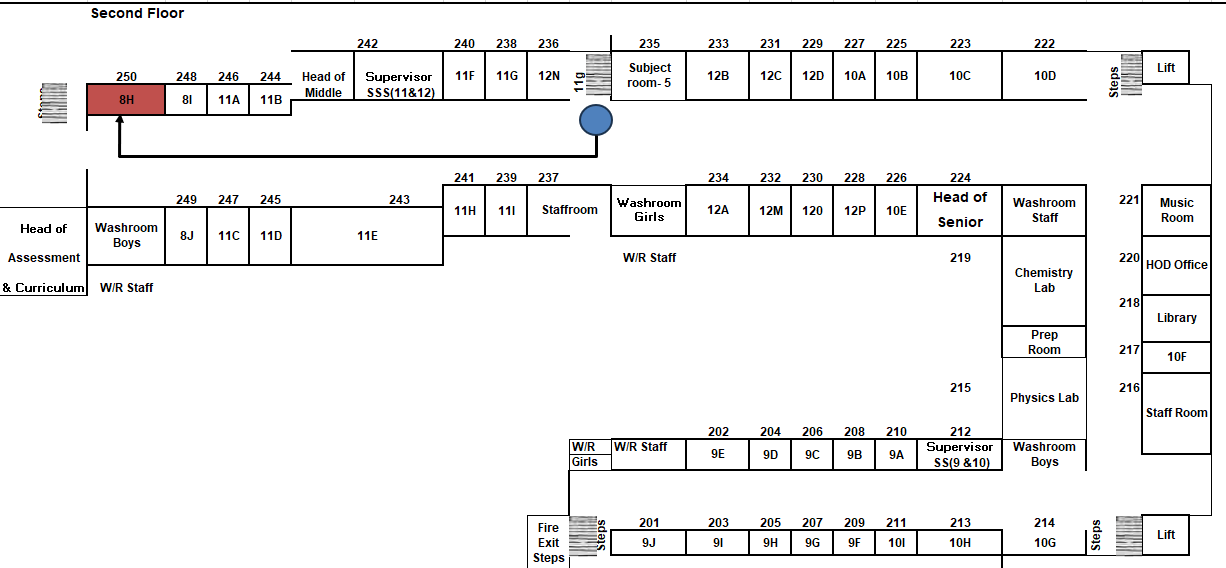 Second Floor
242 240 238 236 235 233 231 229 227 225 223 222
250 248 246 244 Head of Middle Supervisor SSS(11&12) 11F 11G 12N 11g Subject room- 5 12B 12C 12D 10A 10B 10C 10D Steps Lift
8H 8I 11A 11B
241 239 237 234 232 230 228 226 224
249 247 245 243 11H 11I Staffroom Washroom Girls 12A 12M 120 12P 10E Head of Senior Washroom Staff 221 Music Room
Head of Assessment & Curriculum Washroom Boys 8J 11C 11D 11E
W/R Staff 219 Chemistry Lab 220 HOD Office
W/R Staff
218 Library
Prep Room 217 10F
215 Physics Lab 216 Staff Room
202 204 206 208 210 212
W/R Girls W/R Staff 9E 9D 9C 9B 9A Supervisor SS(9 &10) Washroom Boys
201 203 205 207 209 211 213 214
Fire Exit Steps Steps 9J 9I 9H 9G 9F 10I 10H 10G Steps Lift